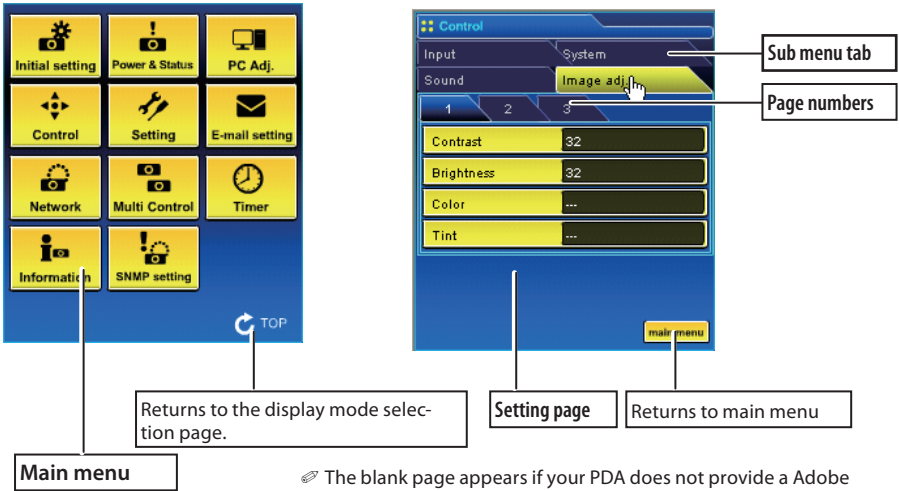 Initial setting
Power & Status
PC Adj.
Control
Setting
E-mail setting
Network
Multi Control
Timer
Information
SNMP setting
TOP
Control
Input
System
Sound
Image adj.
1
2
3
Contrast
32
Brightness
32
Color
---
Tint
---
main menu
Sub menu tab
Page numbers
Returns to the display mode selec-
tion page.
Setting page
Returns to main menu
Main menu
✐ The blank page appears if your PDA does not provide a Adobe